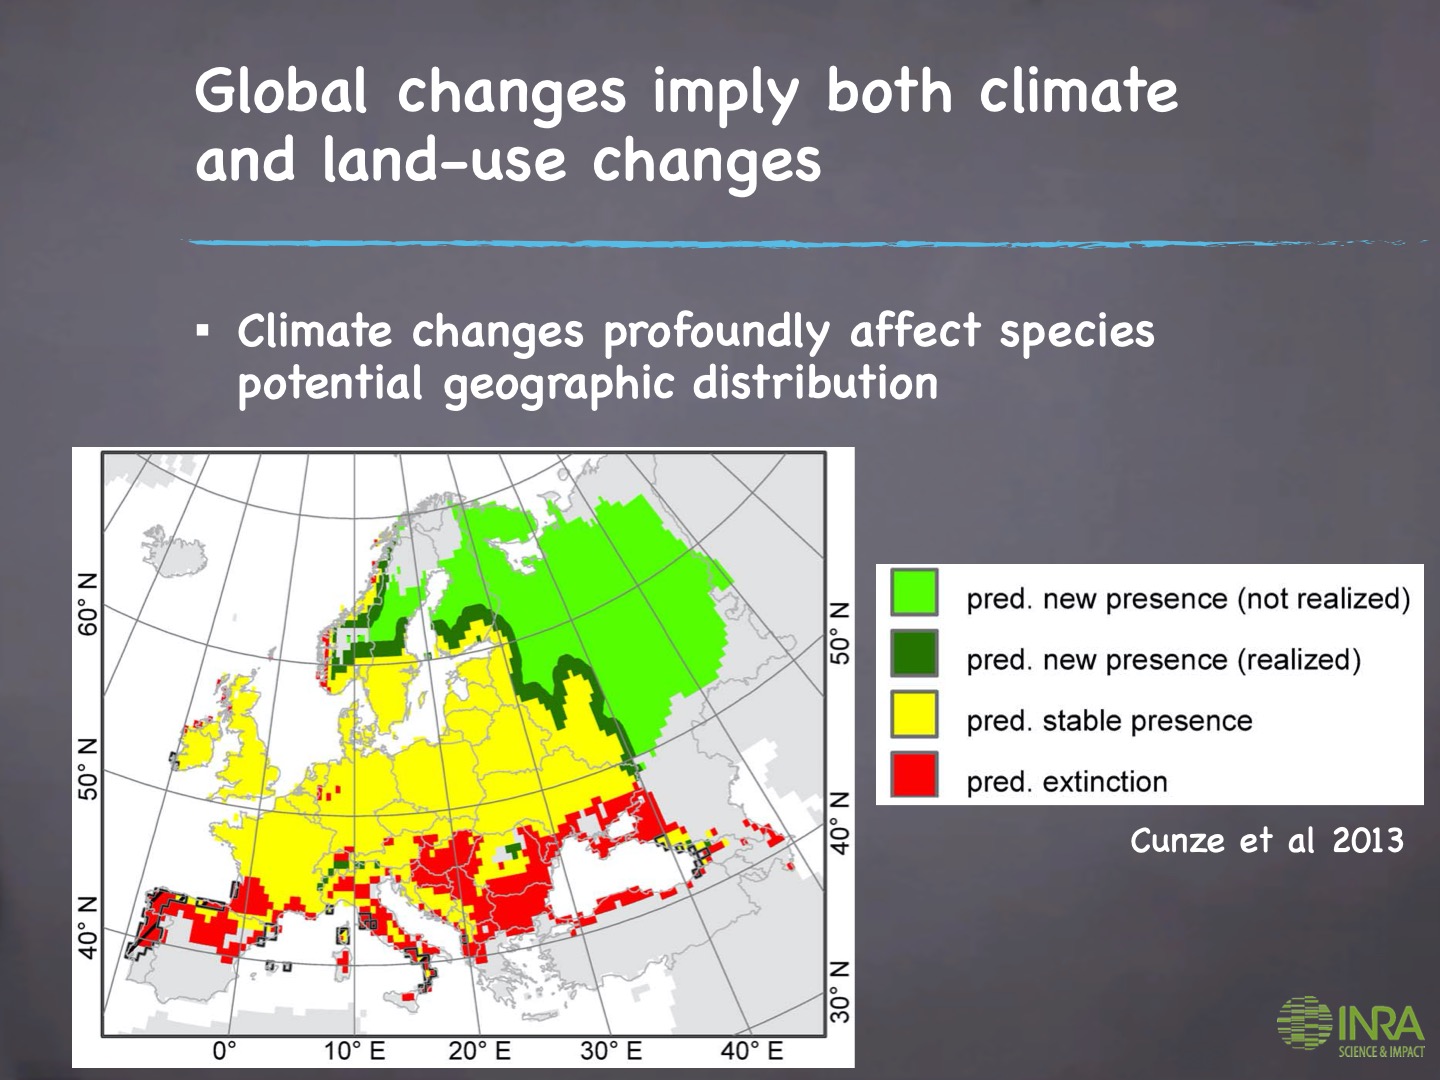 Global changes imply both climate
and land-use changes
▪ Climate changes profoundly affect species
potential geographic distribution
60° N
50° N
40° N
50° N
40° N
30° N
0°
10° E
20° E
30° E
40° E
pred. new presence (not realized)
pred. new presence (realized)
pred. stable presence
pred. extinction
Cunze et al 2013
INRA
SCIENCE & IMPACT